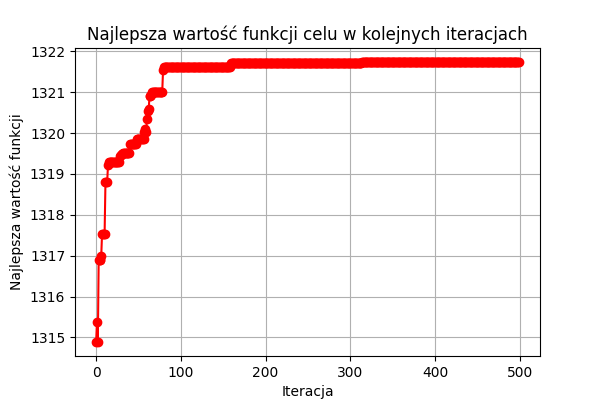 Najlepsza wartość funkcji celu w kolejnych iteracjach
1322
1321
1320
1319
1318
1317
1316
1315
Najlepsza wartość funkcji
0 100 200 300 400 500
Iteracja